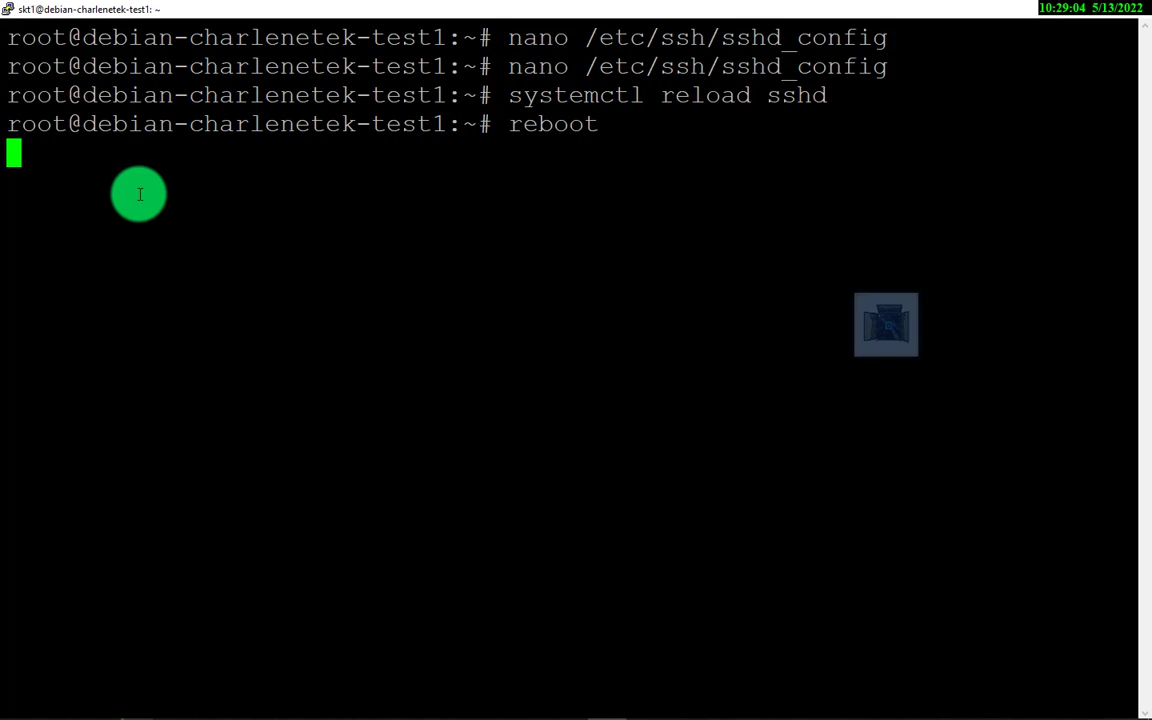 skt1@debian-charlenetek-test1: ~
10:29:04 5/13/2022
root@debian-charlenetek-test1:~# nano /etc/ssh/sshd_config
root@debian-charlenetek-test1:~# nano /etc/ssh/sshd_config
root@debian-charlenetek-test1:~# systemctl reload sshd
root@debian-charlenetek-test1:~# reboot